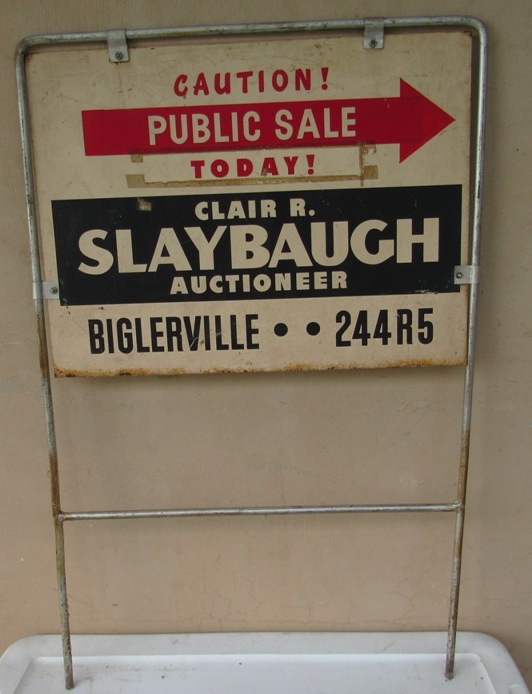 CAUTION!
PUBLIC SALE
TODAY!
CLAIR R.
SLAYBAUGH
AUCTIONEER
BIGLERVILLE • • 244R5